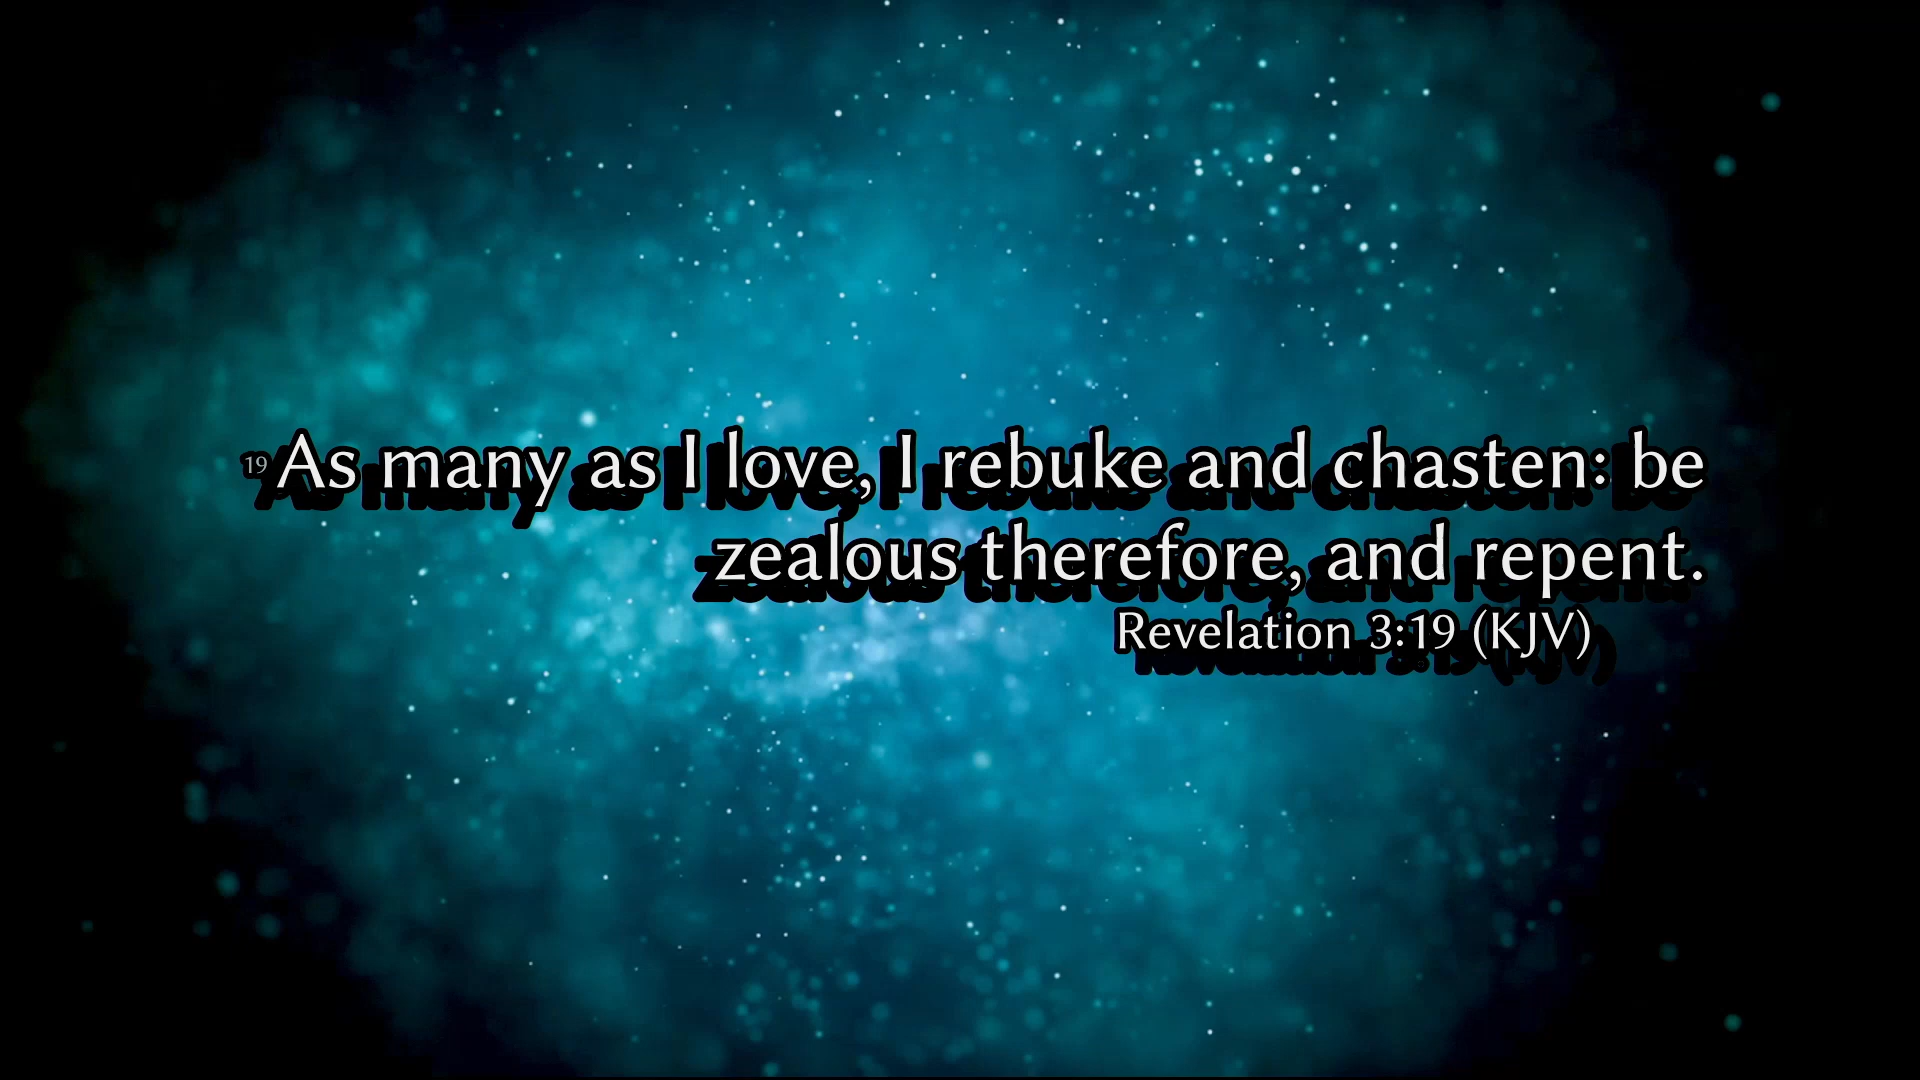 19 As many as I love, I rebuke and chasten: be
zealous therefore, and repent.
Revelation 3:19 (KJV)